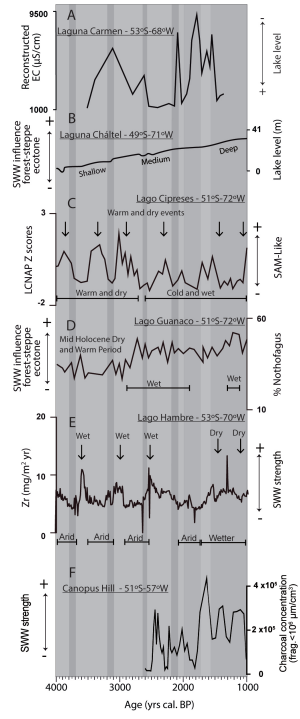 A
9500
1000
Reconstructed
EC (µS/cm)
Laguna Carmen - 53ºS-68ºW
-
Lake level
+
B
+
-
SWW influence
forest-steppe
ecotone
Laguna Cháltel - 49ºS-71ºW
Shallow
Medium
Deep
41
0
Lake level (m)
C
3
-2
LCNAP Z scores
Lago Cipreses - 51ºS-72ºW
Warm and dry events
Warm and dry
Cold and wet
+
-
SAM-Like
D
+
-
SWW influence
forest-steppe
ecotone
Lago Guanaco - 51ºS-72ºW
Mid Holocene Dry
and Warm Period
Wet
Wet
60
10
% Nothofagus
E
20
10
0
Zr (mg/m² yr)
Lago Hambre - 53ºS-70ºW
Wet
Wet
Wet
Dry
Dry
Arid
Arid
Arid
Arid
Wetter
+
-
SWW strength
F
+
-
SWW strength
Canopus Hill - 51ºS-57ºW
4 x10⁵
2 x10⁵
0
Charcoal concentration
(frag.<10⁶ µm/cm³)
4000
3000
2000
1000
Age (yrs cal. BP)